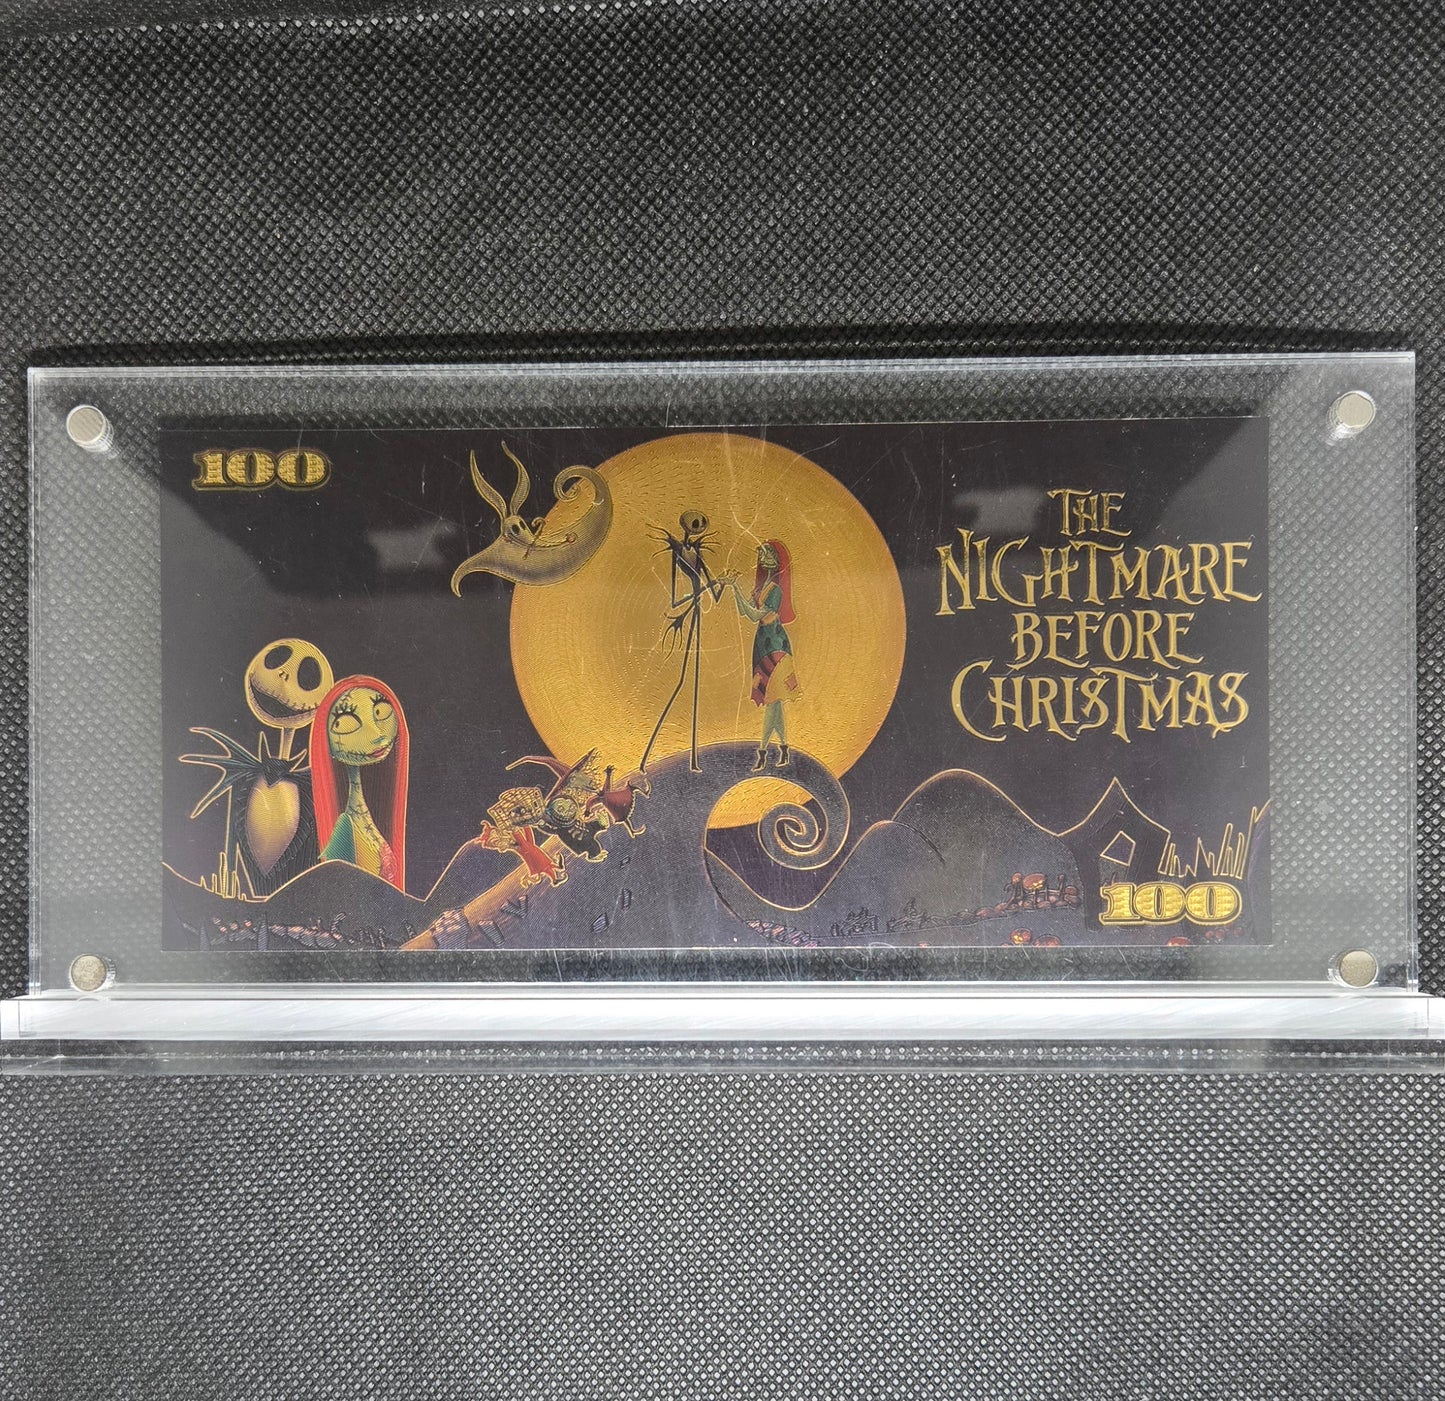 100
THE
NIGHTMARE
BEFORE
CHRISTMAS
100